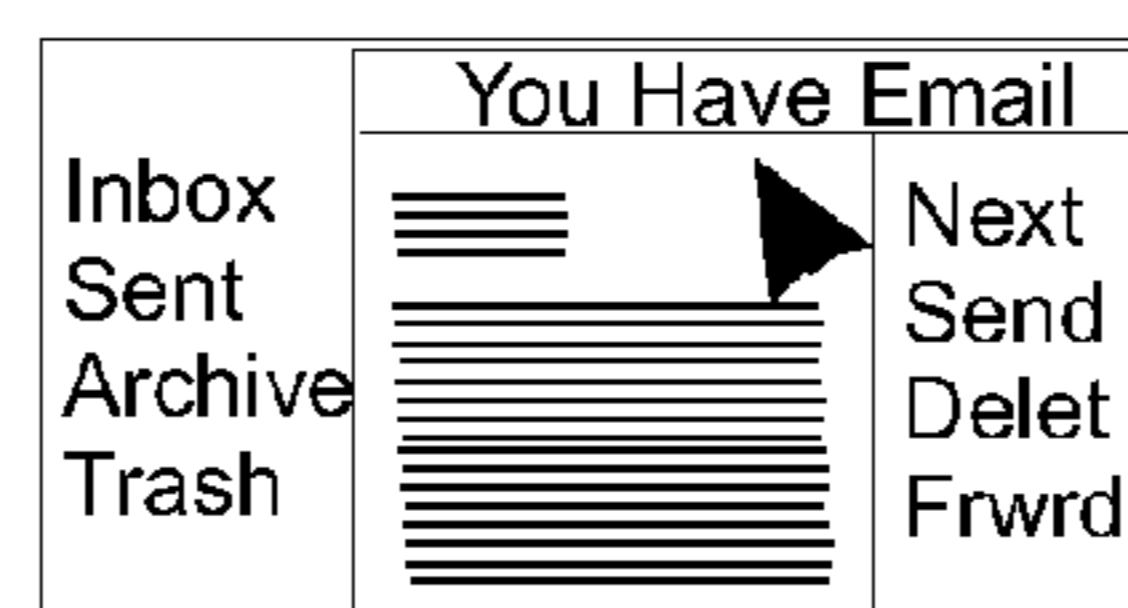 You Have Email
Inbox
Sent
Archive
Trash
Next
Send
Delet
Frwrd